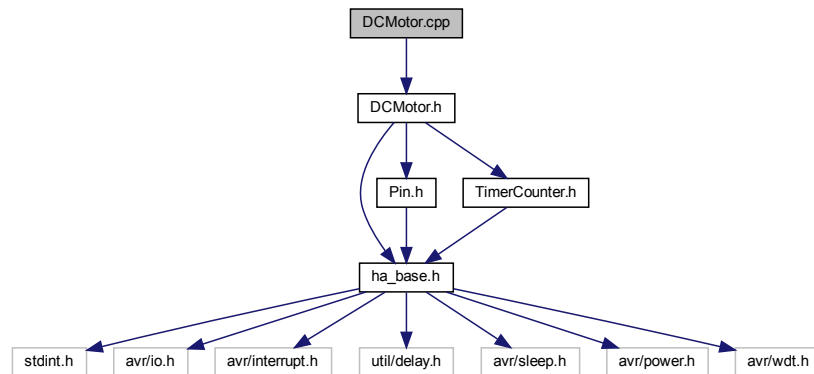 DCMotor.cpp
DCMotor.h
Pin.h
TimerCounter.h
ha_base.h
stdint.h
avr/io.h
avr/interrupt.h
util/delay.h
avr/sleep.h
avr/power.h
avr/wdt.h